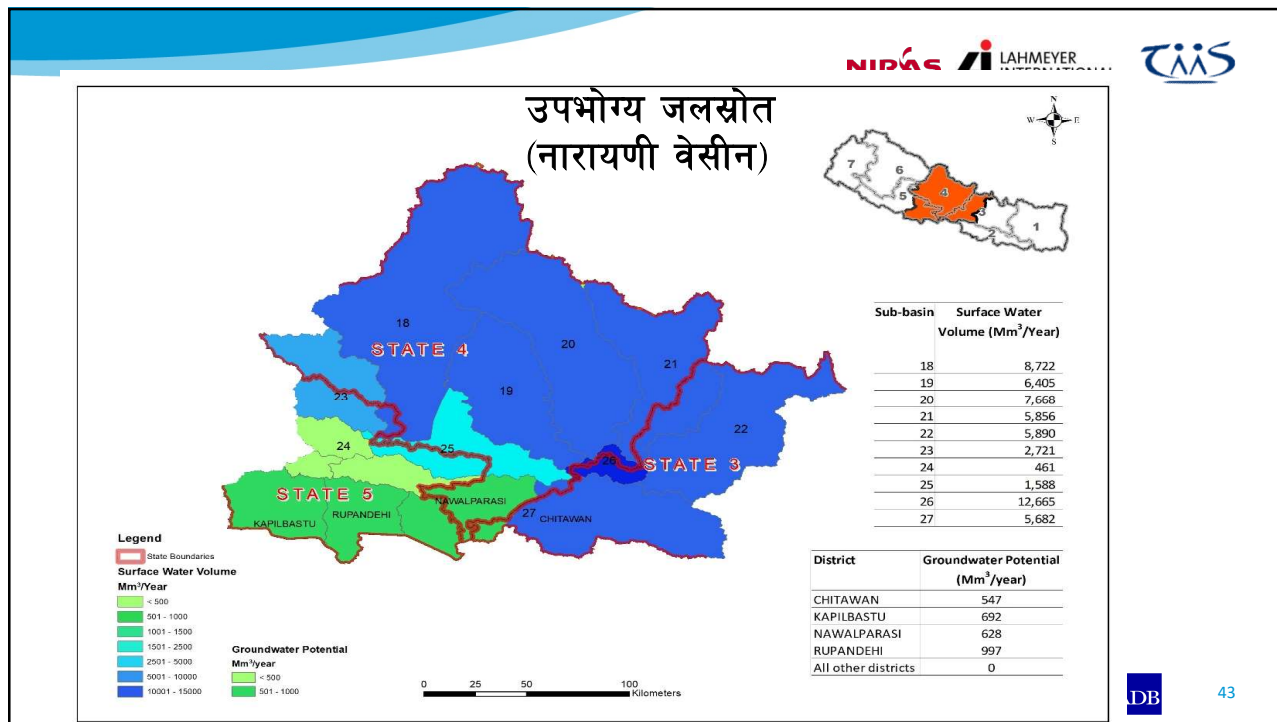 NIRAS
LAHMEYER
INTERNATIONAL
TMS
उपभोग्य जलस्रोत
(नारायणी वेसीन)
N
W E
S
7
6
5
4
3
2
1
18
STATE 4
20
21
19
23
22
24
25
26
STATE 3
STATE 5
NAWALPARASI
RUPANDEHI
KAPILBASTU
27
CHITAWAN
Sub-basin Surface Water
Volume (Mm³/Year)
18 8,722
19 6,405
20 7,668
21 5,856
22 5,890
23 2,721
24 461
25 1,588
26 12,665
27 5,682
District Groundwater Potential
(Mm³/year)
CHITAWAN 547
KAPILBASTU 692
NAWALPARASI 628
RUPANDEHI 997
All other districts 0
Legend
State Boundaries
Surface Water Volume
Mm³/Year
< 500
501 - 1000
1001 - 1500
1501 - 2500
2501 - 5000
5001 - 10000
10001 - 15000
Groundwater Potential
Mm³/year
< 500
501 - 1000
0 25 50 100
Kilometers
ADB
43